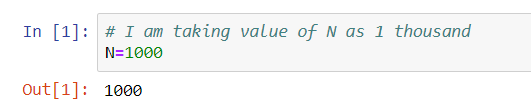 In [1]: # I am taking value of N as 1 thousand
N=1000
Out[1]: 1000